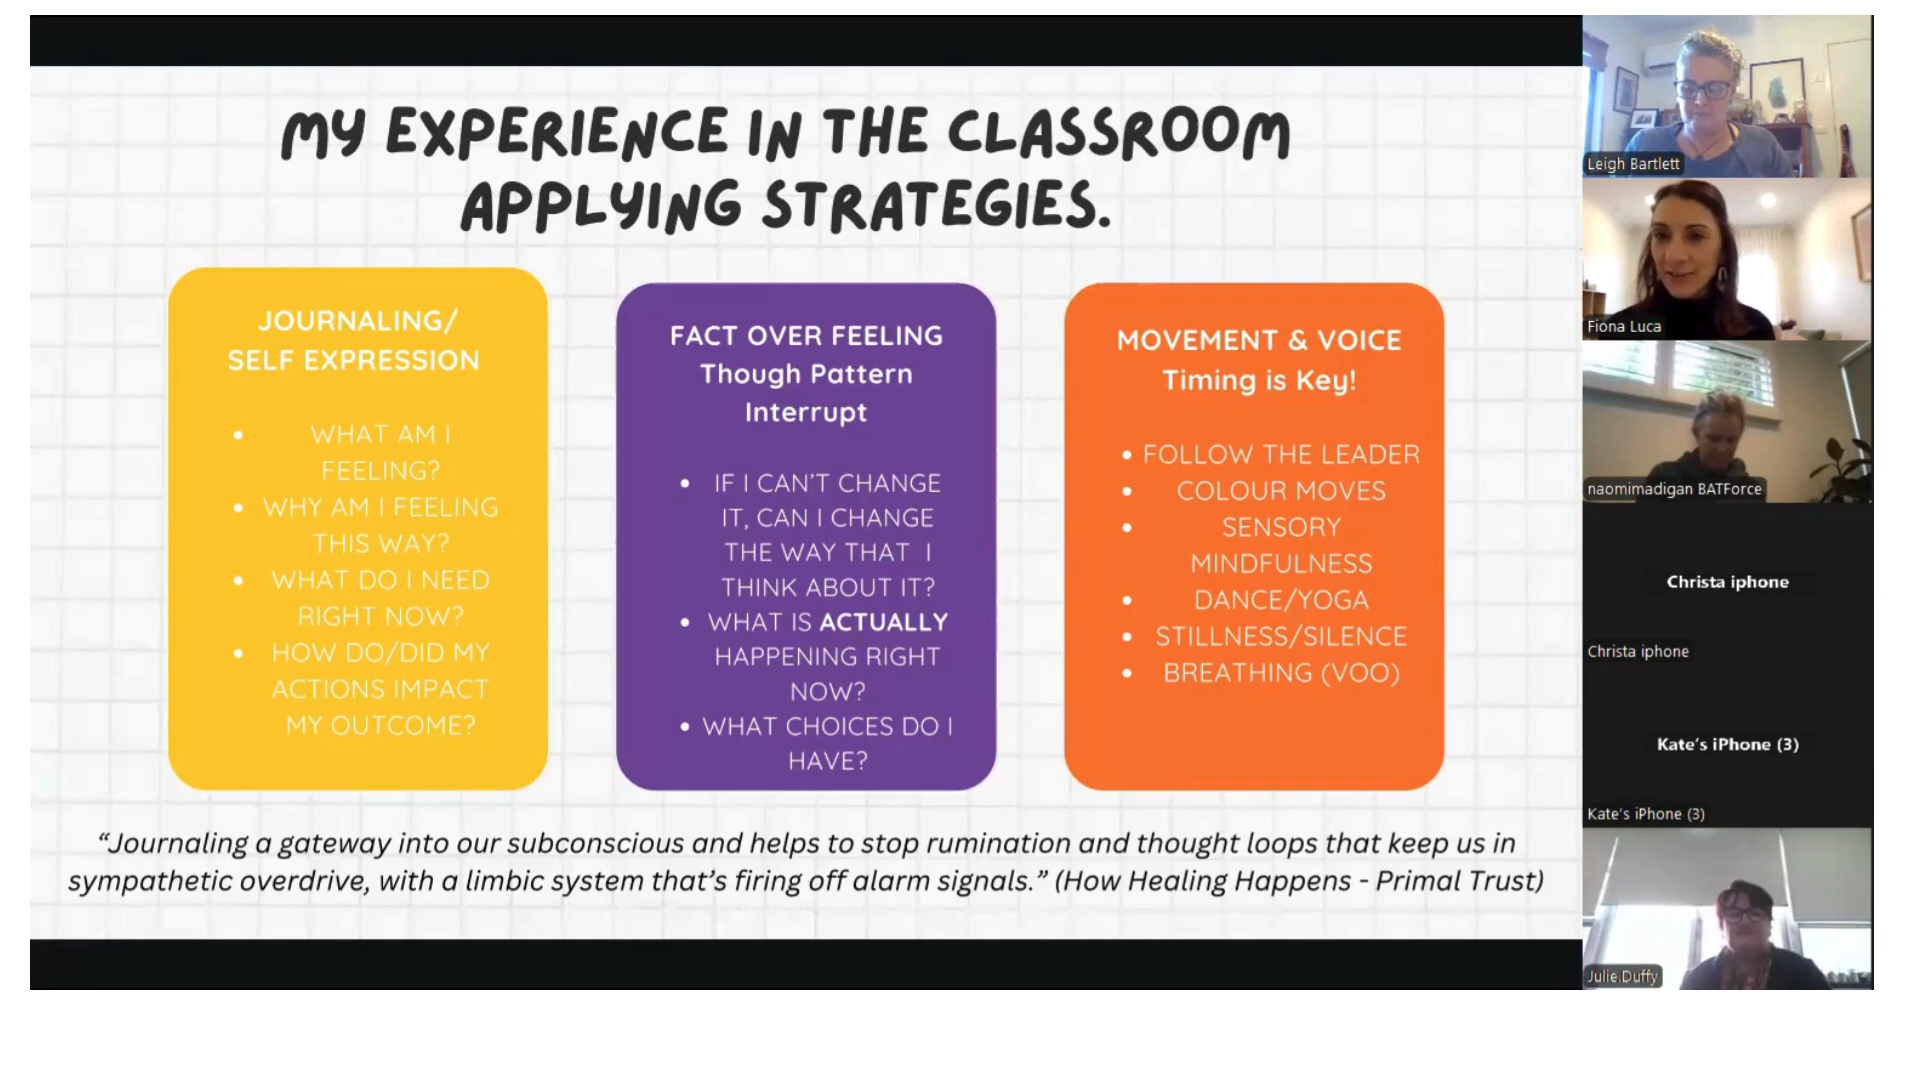 MY EXPERIENCE IN THE CLASSROOM
APPLYING STRATEGIES.
JOURNALING/
SELF EXPRESSION
• WHAT AM I
FEELING?
• WHY AM I FEELING
THIS WAY?
• WHAT DO I NEED
RIGHT NOW?
• HOW DO/DID MY
ACTIONS IMPACT
MY OUTCOME?
FACT OVER FEELING
Though Pattern
Interrupt
• IF I CAN'T CHANGE
IT, CAN I CHANGE
THE WAY THAT I
THINK ABOUT IT?
• WHAT IS ACTUALLY
HAPPENING RIGHT
NOW?
• WHAT CHOICES DO I
HAVE?
MOVEMENT & VOICE
Timing is Key!
• FOLLOW THE LEADER
• COLOUR MOVES
• SENSORY
MINDFULNESS
• DANCE/YOGA
• STILLNESS/SILENCE
• BREATHING (VOO)
“Journaling a gateway into our subconscious and helps to stop rumination and thought loops that keep us in
sympathetic overdrive, with a limbic system that’s firing off alarm signals.” (How Healing Happens - Primal Trust)
Leigh Bartlett
Fiona Luca
naomimadigan BATForce
Christa iphone
Christa iphone
Kate’s iPhone (3)
Kate's iPhone (3)
Julie.Duffy